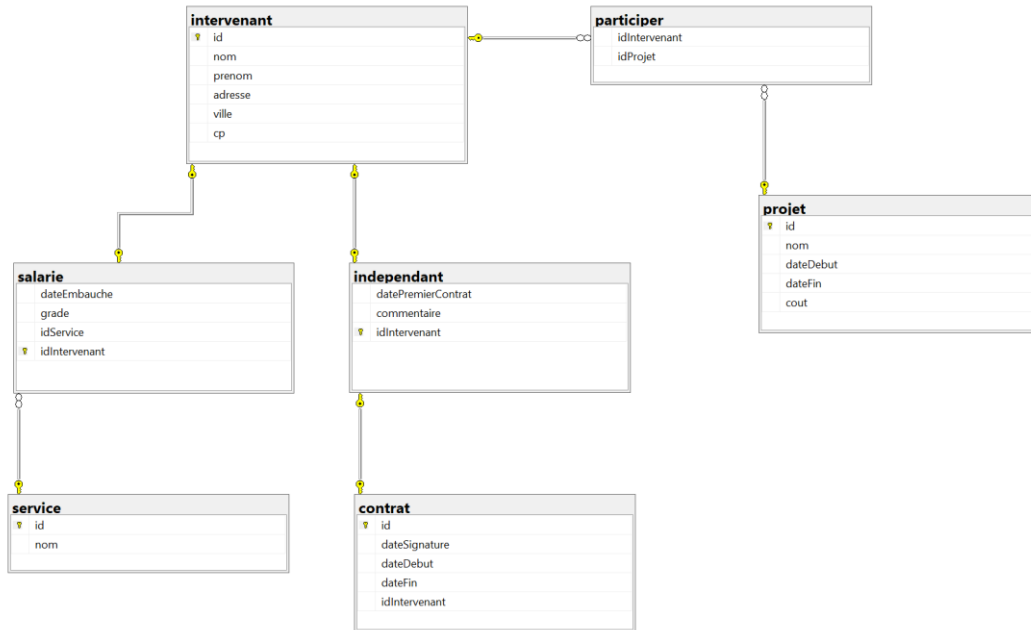 intervenant
id
nom
prenom
adresse
ville
cp
participer
idIntervenant
idProjet
projet
id
nom
dateDebut
dateFin
cout
salarie
dateEmbauche
grade
idService
idIntervenant
independant
datePremierContrat
commentaire
idIntervenant
service
id
nom
contrat
id
dateSignature
dateDebut
dateFin
idIntervenant